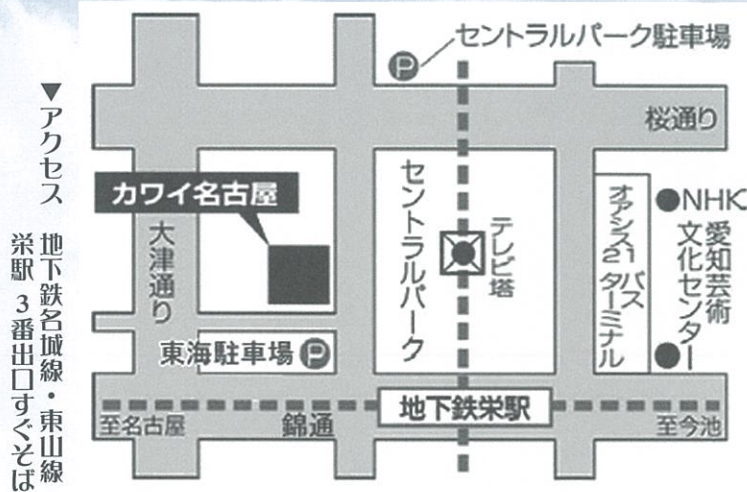 ▼アクセス 地下鉄名城線・東山線
栄駅 3番出口すぐそば
セントラルパーク駐車場
P
桜通り
カワイ名古屋
大津通り
セントラルパーク
テレビ塔
オアシス21 バスターミナル
NHK
愛知芸術
文化センター
東海駐車場 P
地下鉄栄駅
至名古屋
錦通
至今池